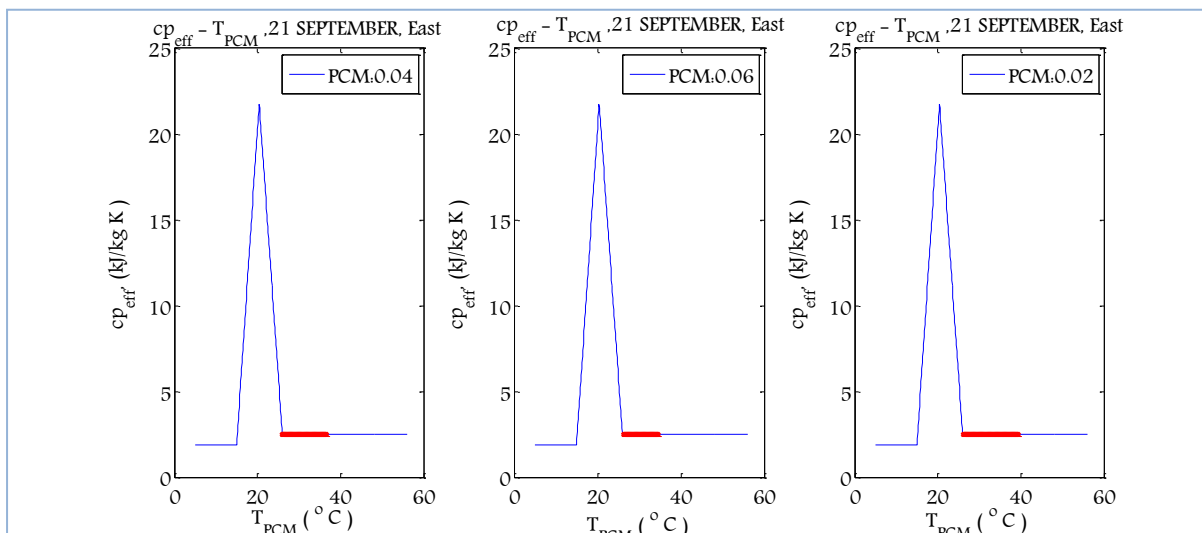 cp_eff - T_PCM ,21 SEPTEMBER, East
25
20
15
10
5
0
cp_eff, (kJ/kg K )
PCM:0.04
0 20 40 60
T_PCM ( °C )
cp_eff - T_PCM ,21 SEPTEMBER, East
25
20
15
10
5
0
cp_eff, (kJ/kg K )
PCM:0.06
0 20 40 60
T_PCM ( °C )
cp_eff - T_PCM ,21 SEPTEMBER, East
25
20
15
10
5
0
cp_eff, (kJ/kg K )
PCM:0.02
0 20 40 60
T_PCM ( °C )